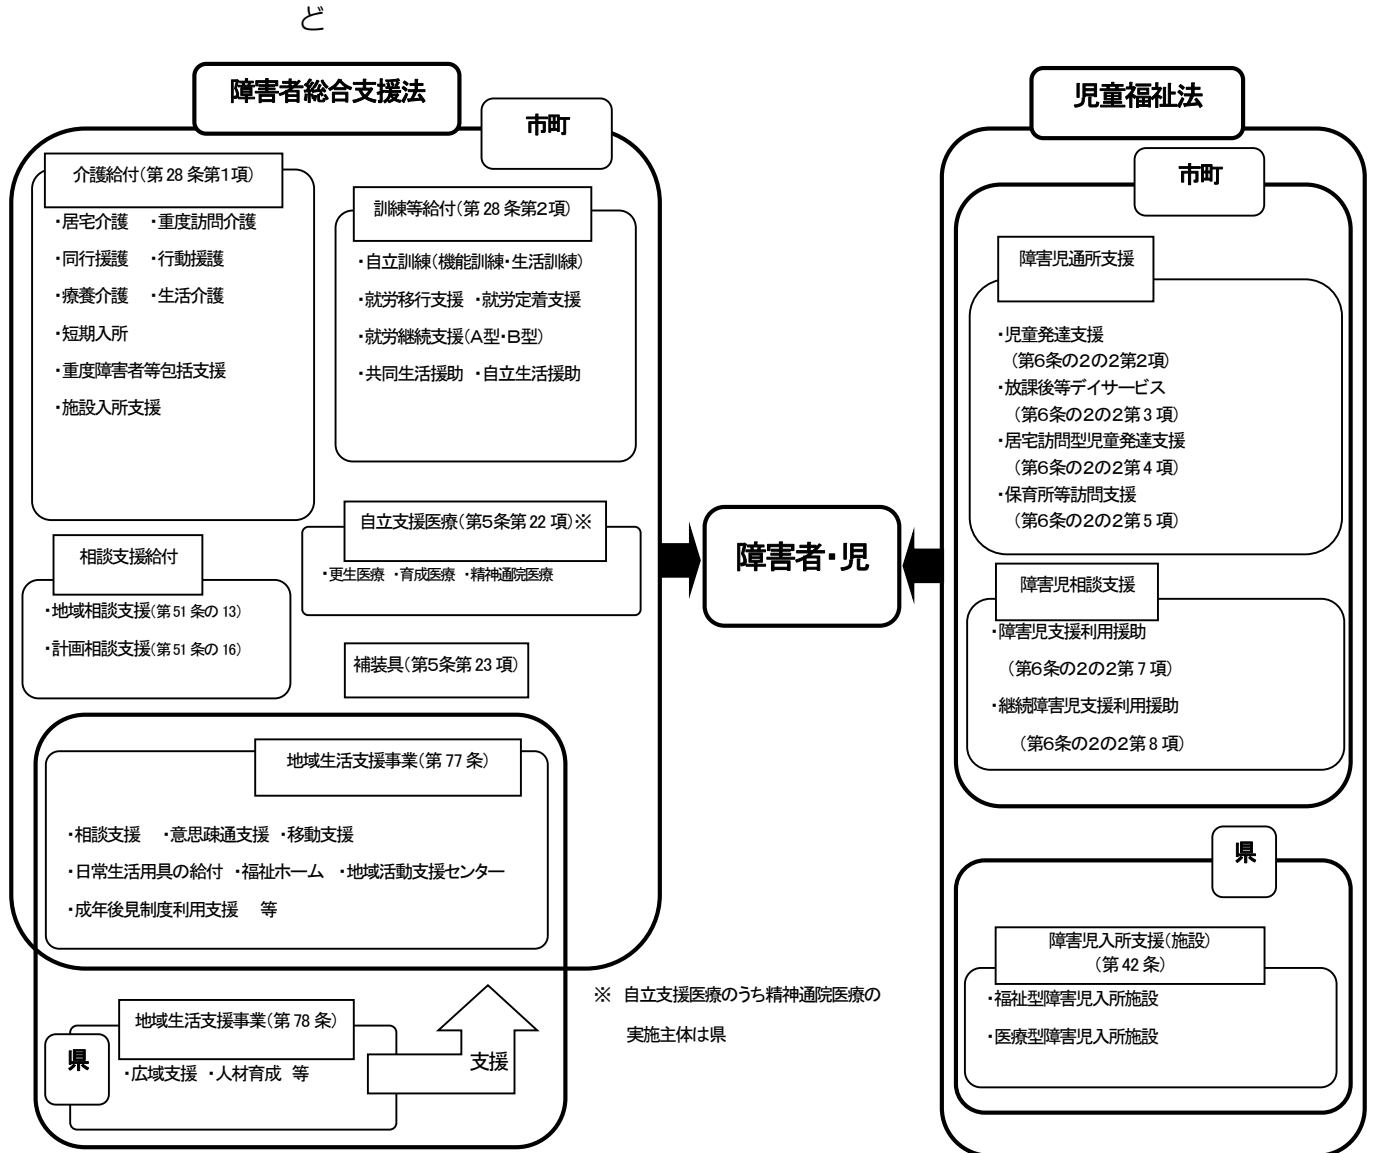 ど
障害者総合支援法
市町
介護給付(第28条第1項)
・居宅介護 ・重度訪問介護
・同行援護 ・行動援護
・療養介護 ・生活介護
・短期入所
・重度障害者等包括支援
・施設入所支援
訓練等給付(第28条第2項)
・自立訓練(機能訓練・生活訓練)
・就労移行支援 ・就労定着支援
・就労継続支援(A型・B型)
・共同生活援助 ・自立生活援助
自立支援医療(第5条第22項)※
・更生医療 ・育成医療 ・精神通院医療
相談支援給付
・地域相談支援(第51条の13)
・計画相談支援(第51条の16)
補装具(第5条第23項)
地域生活支援事業(第77条)
・相談支援 ・意思疎通支援 ・移動支援
・日常生活用具の給付 ・福祉ホーム ・地域活動支援センター
・成年後見制度利用支援 等
地域生活支援事業(第78条)
県
・広域支援 ・人材育成 等
支援
※ 自立支援医療のうち精神通院医療の
実施主体は県
障害者・児
児童福祉法
市町
障害児通所支援
・児童発達支援
(第6条の2の2第2項)
・放課後等デイサービス
(第6条の2の2第3項)
・居宅訪問型児童発達支援
(第6条の2の2第4項)
・保育所等訪問支援
(第6条の2の2第5項)
障害児相談支援
・障害児支援利用援助
(第6条の2の2第7項)
・継続障害児支援利用援助
(第6条の2の2第8項)
県
障害児入所支援(施設)
(第42条)
・福祉型障害児入所施設
・医療型障害児入所施設